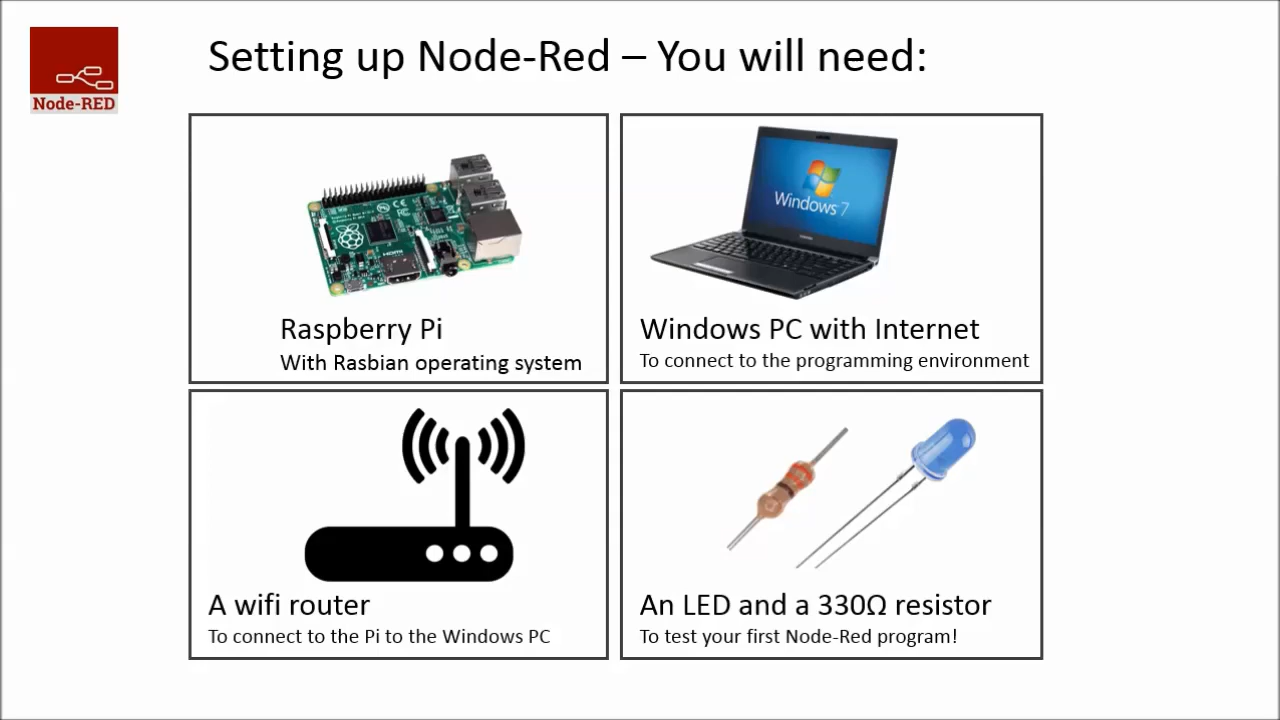 Setting up Node-Red – You will need:
Node-RED
Windows 7
HDMI
Raspberry Pi
With Rasbian operating system
Windows PC with Internet
To connect to the programming environment
A wifi router
To connect to the Pi to the Windows PC
An LED and a 330Ω resistor
To test your first Node-Red program!